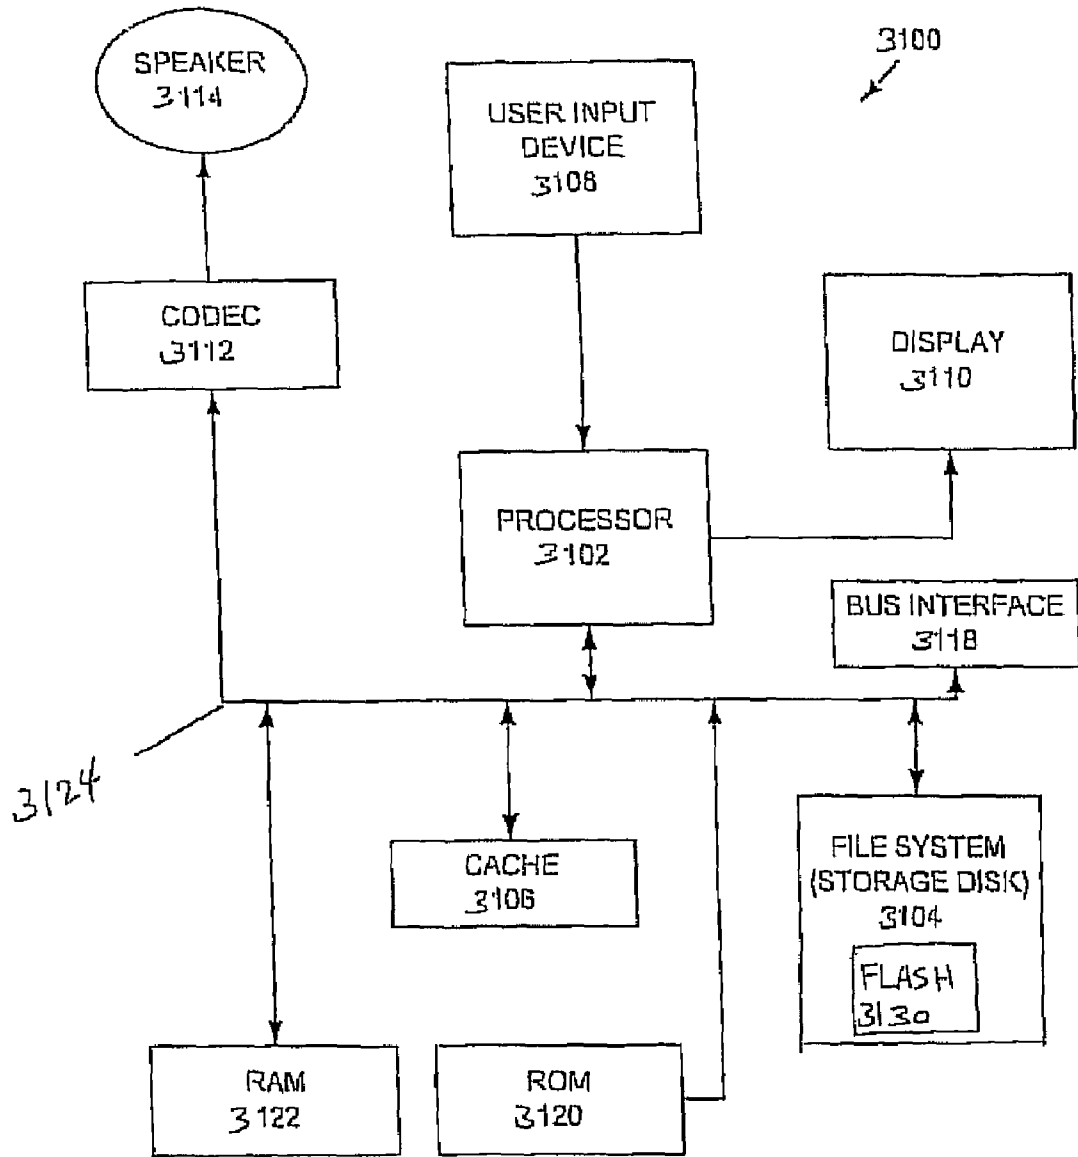 3100
SPEAKER
3114
USER INPUT
DEVICE
3108
CODEC
3112
DISPLAY
3110
PROCESSOR
3102
BUS INTERFACE
3118
3124
CACHE
3106
FILE SYSTEM
(STORAGE DISK)
3104
FLASH
3130
RAM
3122
ROM
3120